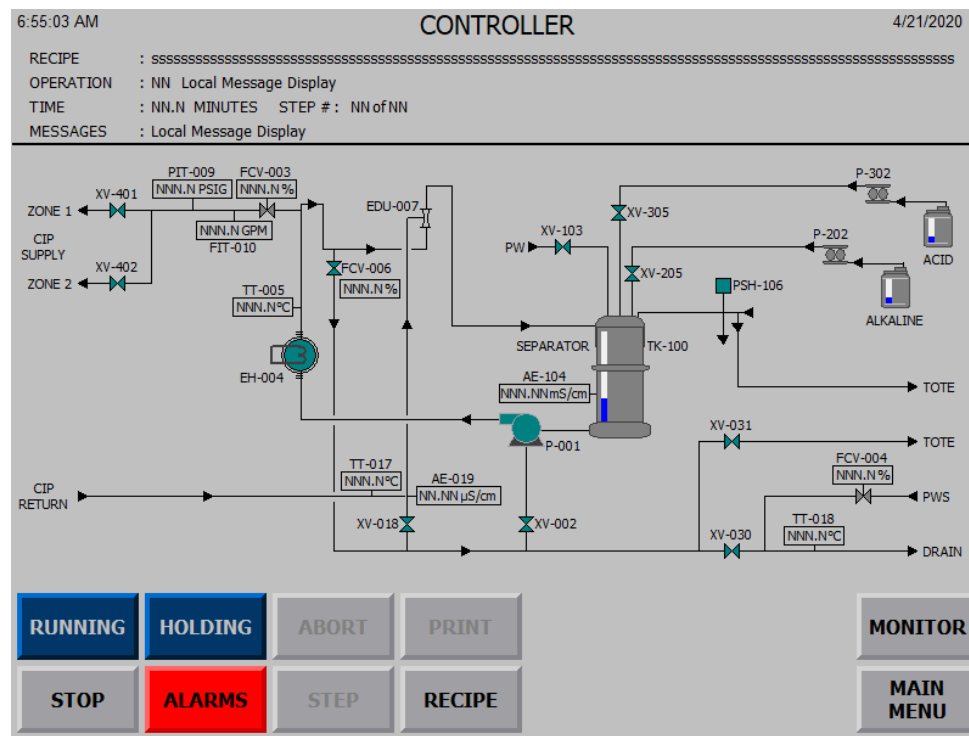 6:55:03 AM CONTROLLER 4/21/2020
RECIPE : ssssssssssssssssssssssssssssssssssssssssssssssssssssssssssssssssssssssssssssssssssssssssssssssssssssssssssssss
OPERATION : NN Local Message Display
TIME : NN.N MINUTES STEP # : NN of NN
MESSAGES : Local Message Display
PIT-009 FCV-003
NNN.N PSIG NNN.N %
XV-401
ZONE 1
NNN.N GPM
FIT-010
CIP
SUPPLY
XV-402
ZONE 2
EDU-007
FCV-006
NNN.N %
TT-005
NNN.N°C
EH-004
P-302
XV-305
XV-103
PW
P-202
XV-205
ACID
ALKALINE
PSH-106
SEPARATOR
TK-100
AE-104
NNN.NN mS/cm
P-001
TOTE
XV-031
TOTE
FCV-004
NNN.N %
PWS
TT-017
NNN.N°C
AE-019
NN.NN µS/cm
CIP
RETURN
XV-018
XV-002
XV-030
TT-018
NNN.N°C
DRAIN
RUNNING HOLDING ABORT PRINT MONITOR
STOP ALARMS STEP RECIPE MAIN
MENU